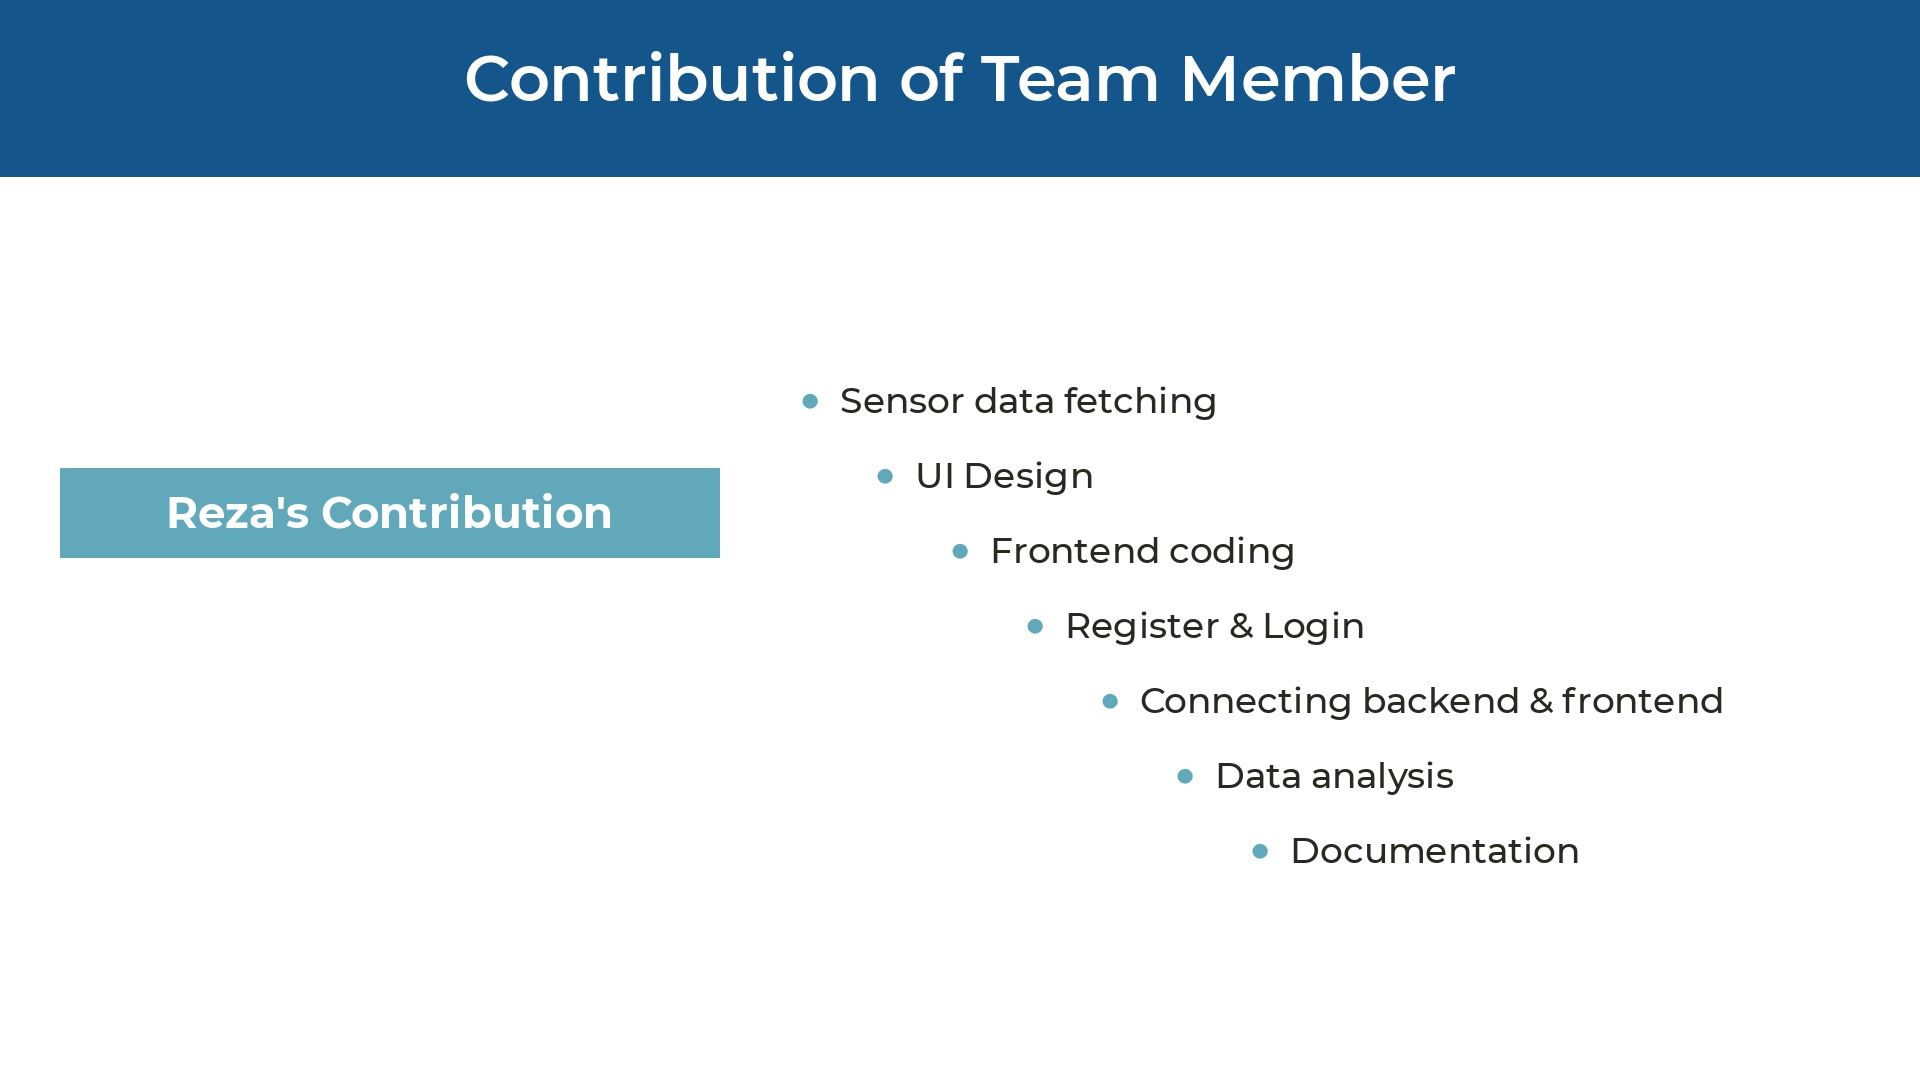 Contribution of Team Member
Reza's Contribution
Sensor data fetching
UI Design
Frontend coding
Register & Login
Connecting backend & frontend
Data analysis
Documentation